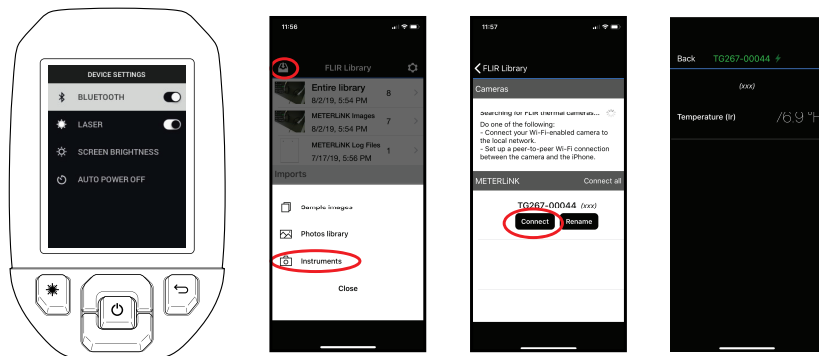 DEVICE SETTINGS
BLUETOOTH
LASER
SCREEN BRIGHTNESS
AUTO POWER OFF
11:56
FLIR Library
Entire library
8/2/19, 5:54 PM
8
METERLiNK Images
8/2/19, 5:54 PM
7
METERLiNK Log Files
7/17/19, 5:56 PM
1
Imports
Sample images
Photos library
Instruments
Close
11:57
FLIR Library
Cameras
Searching for FLIR thermal cameras...
Do one of the following:
- Connect your Wi-Fi-enabled camera to
the local network.
- Set up a peer-to-peer Wi-Fi connection
between the camera and the iPhone.
METERLiNK Connect all
TG267-00044 (xxx)
Connect Rename
Back TG267-00044
(xxx)
Temperature (Ir) 76.9 °F